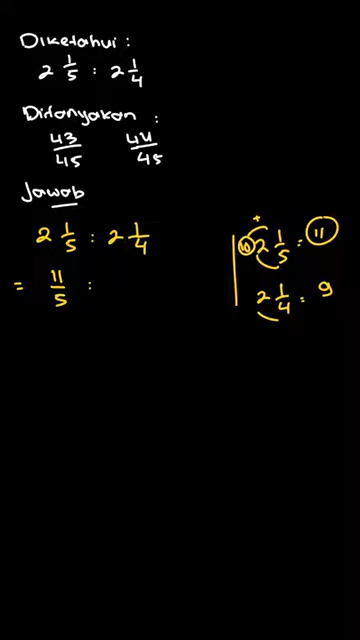 Diketahui :
2 1/5 : 2 1/4
Ditanyakan :
43/45 44/45
Jawab
2 1/5 : 2 1/4
= 11/5 :
+
10 2 1/5 = 11
2 1/4 = 9